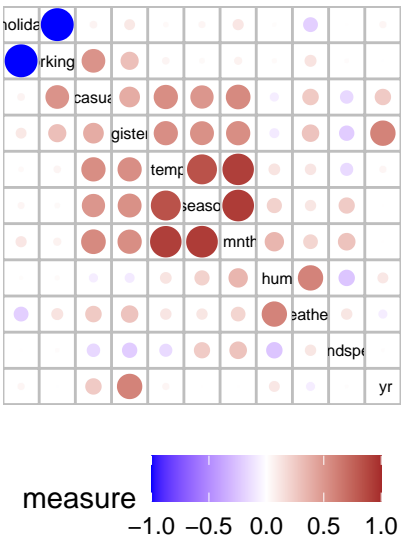 holida
rking
casua
gister
temp
seaso
mnth
hum
eathe
ndspe
yr
measure
−1.0 −0.5 0.0 0.5 1.0